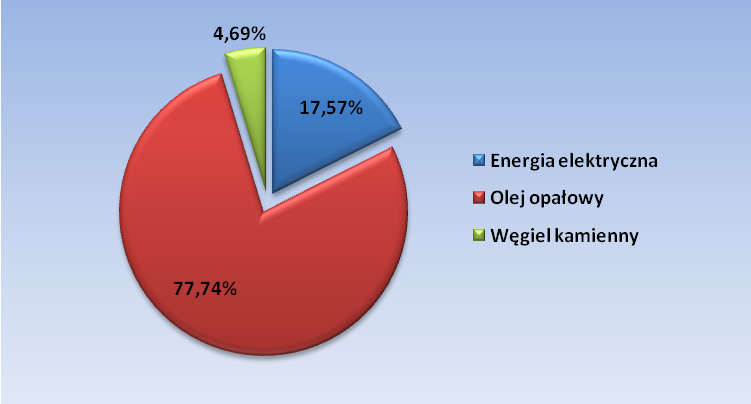 4,69%
17,57%
77,74%
Energia elektryczna
Olej opałowy
Węgiel kamienny